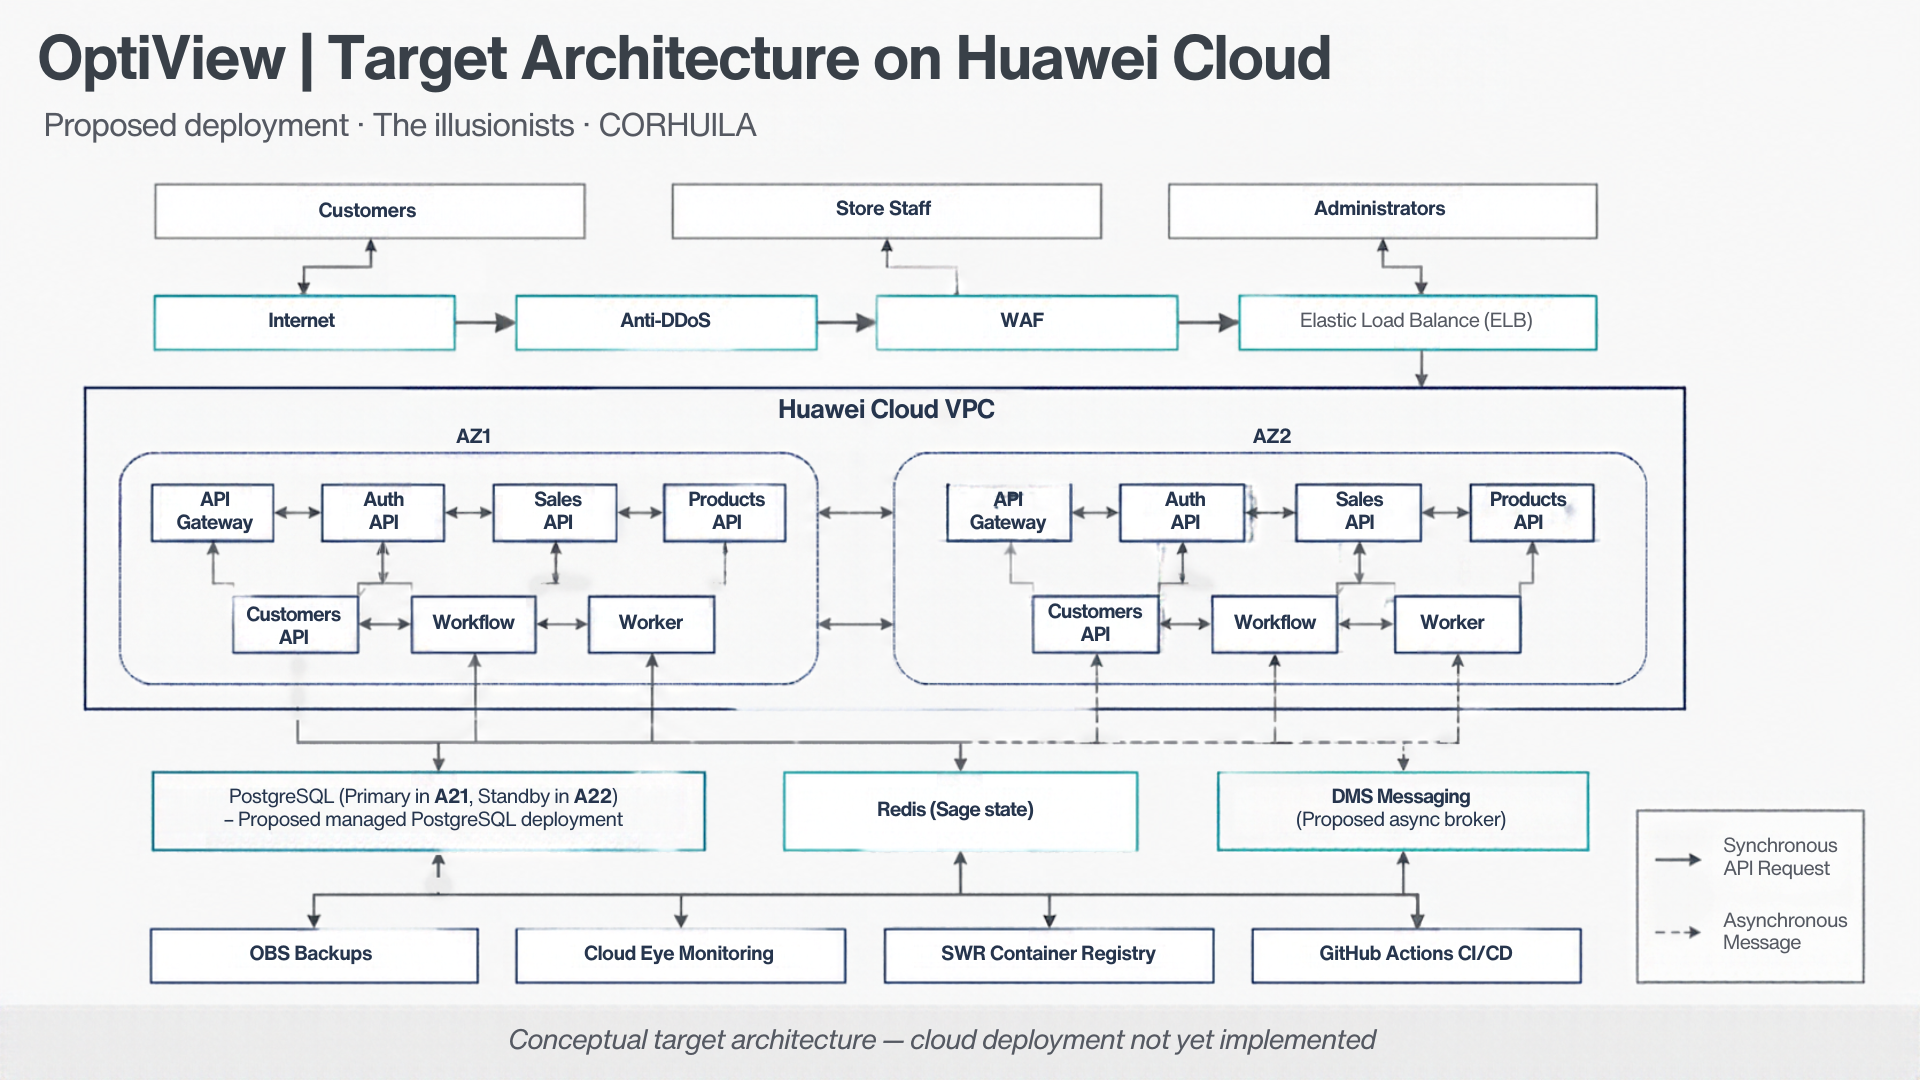 OptiView | Target Architecture on Huawei Cloud
Proposed deployment · The illusionists · CORHUILA
Customers
Store Staff
Administrators
Internet
Anti-DDoS
WAF
Elastic Load Balance (ELB)
Huawei Cloud VPC
AZ1
AZ2
API
Gateway
Auth
API
Sales
API
Products
API
API
Gateway
Auth
API
Sales
API
Products
API
Customers
API
Workflow
Worker
Customers
API
Workflow
Worker
PostgreSQL (Primary in A21, Standby in A22)
– Proposed managed PostgreSQL deployment
Redis (Sage state)
DMS Messaging
(Proposed async broker)
Synchronous
API Request
Asynchronous
Message
OBS Backups
Cloud Eye Monitoring
SWR Container Registry
GitHub Actions CI/CD
Conceptual target architecture — cloud deployment not yet implemented